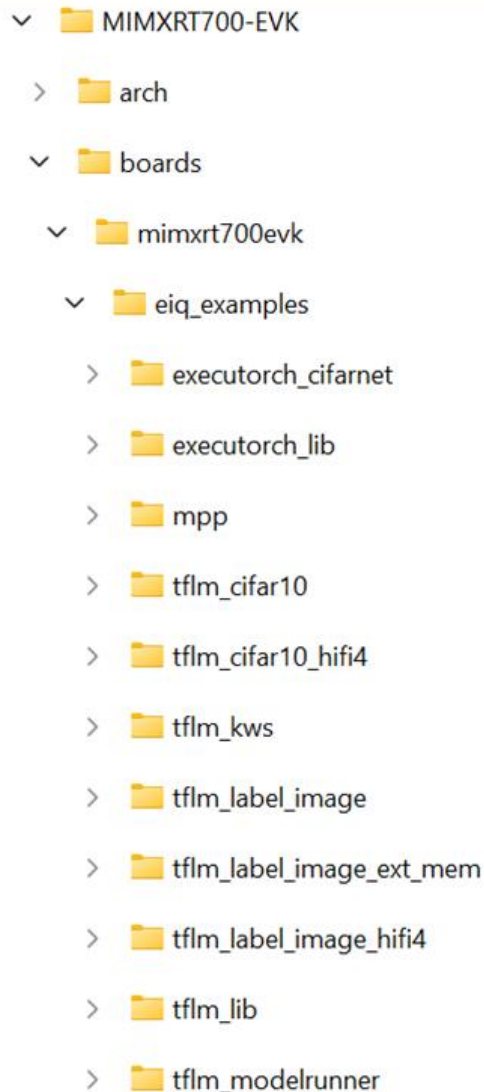 MIMXRT700-EVK
arch
boards
mimxrt700evk
eiq_examples
executorch_cifarnet
executorch_lib
mpp
tflm_cifar10
tflm_cifar10_hifi4
tflm_kws
tflm_label_image
tflm_label_image_ext_mem
tflm_label_image_hifi4
tflm_lib
tflm_modelrunner